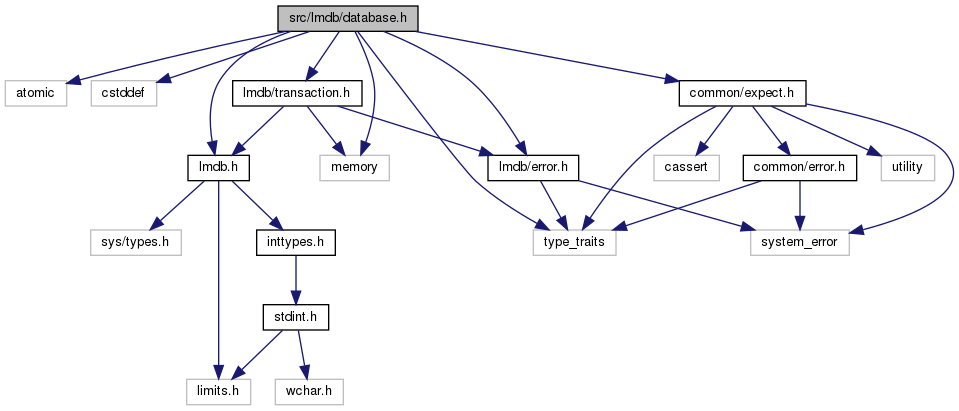 src/lmdb/database.h
atomic
cstddef
lmdb/transaction.h
common/expect.h
lmdb.h
memory
lmdb/error.h
cassert
common/error.h
utility
sys/types.h
inttypes.h
type_traits
system_error
stdint.h
limits.h
wchar.h